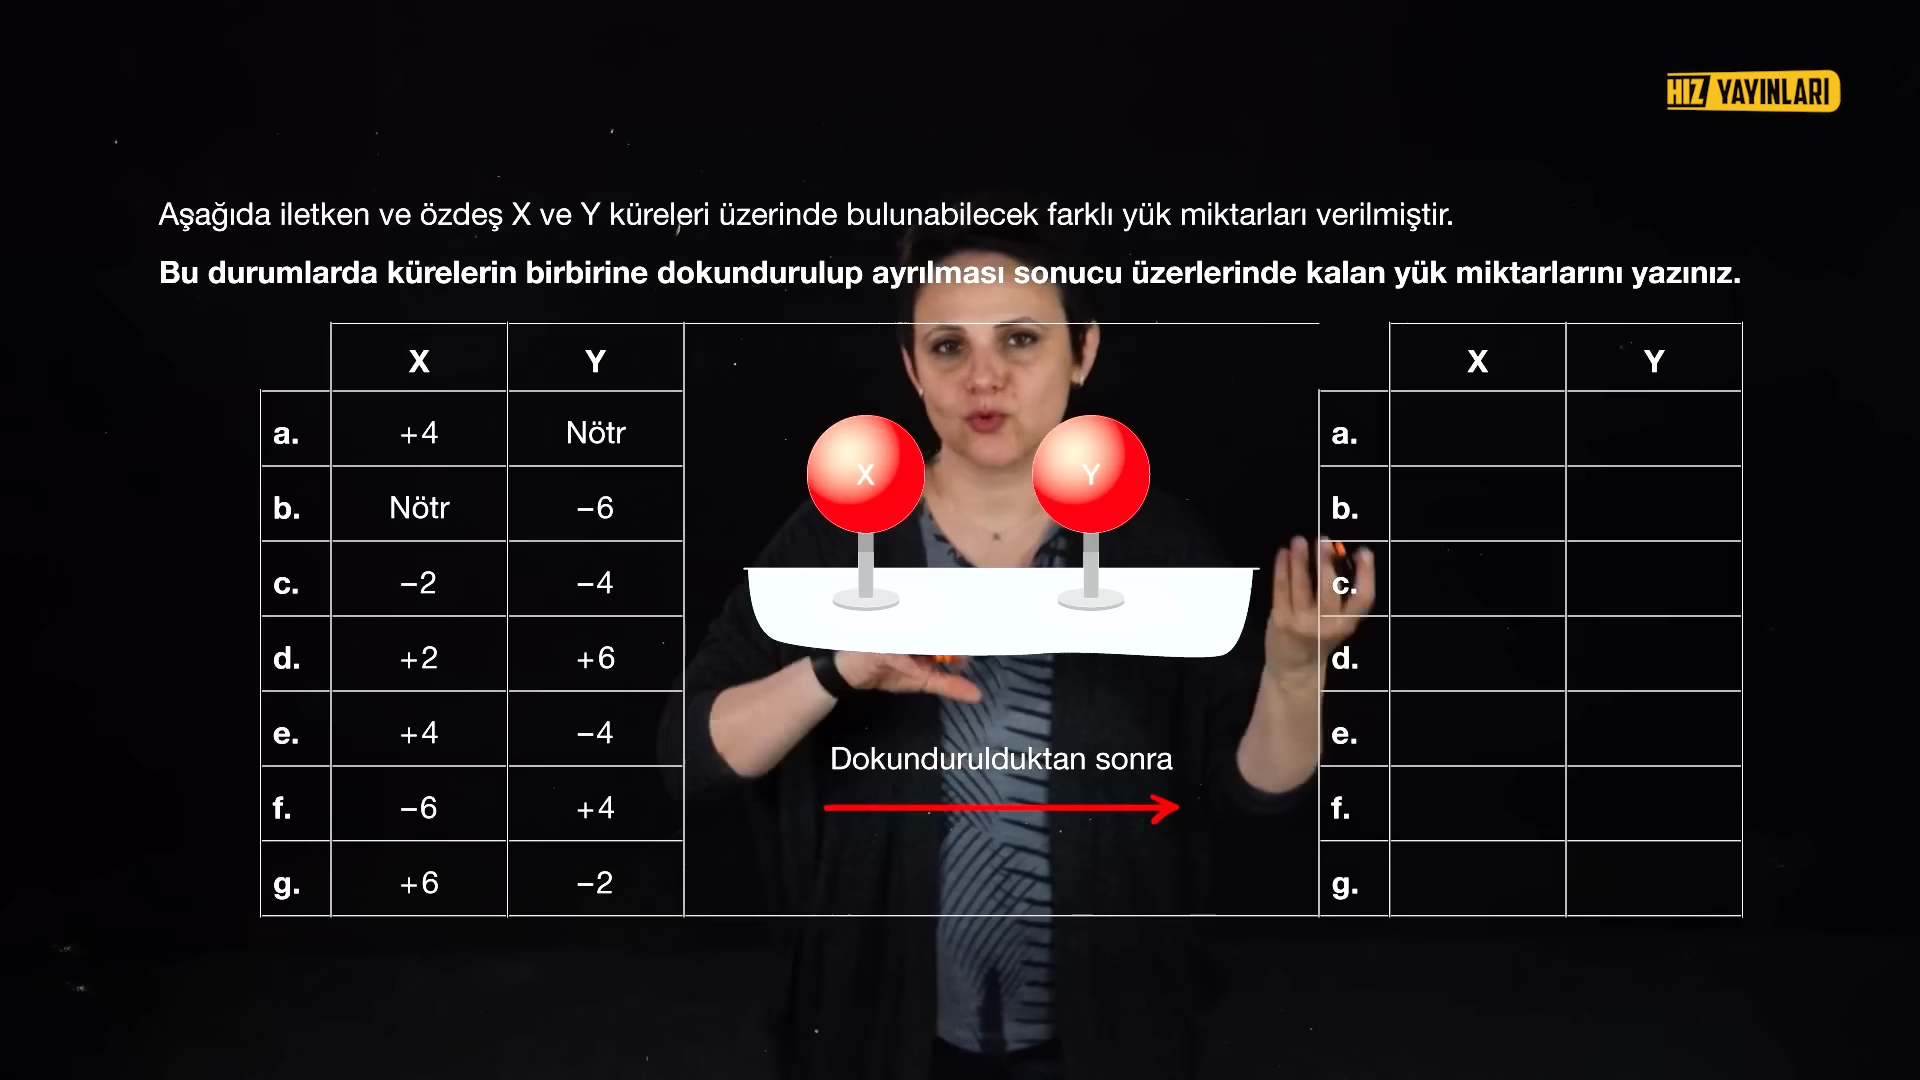 HIZ YAYINLARI
Aşağıda iletken ve özdeş X ve Y küreleri üzerinde bulunabilecek farklı yük miktarları verilmiştir.
Bu durumlarda kürelerin birbirine dokundurulup ayrılması sonucu üzerlerinde kalan yük miktarlarını yazınız.
X Y
a. +4 Nötr
b. Nötr −6
c. −2 −4
d. +2 +6
e. +4 −4
f. −6 +4
g. +6 −2
X Y
Dokundurulduktan sonra
X Y
a.
b.
c.
d.
e.
f.
g.